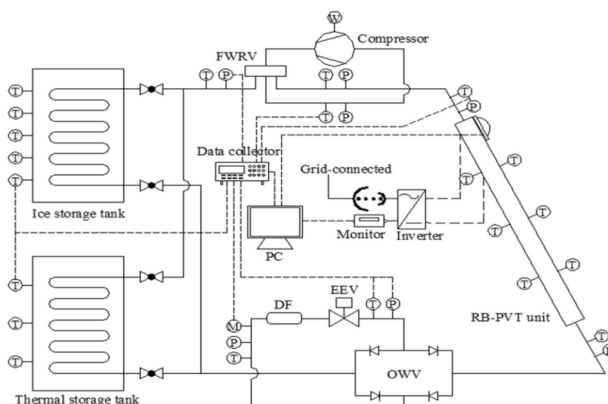 W
Compressor
FWRV
T
P
T
P
T
P
T
P
T
T
T
T
T
Data collector
Grid-connected
Ice storage tank
Monitor
Inverter
PC
T
T
T
T
T
T
T
T
EEV
T
P
DF
M
P
T
RB-PVT unit
T
OWV
Thermal storage tank